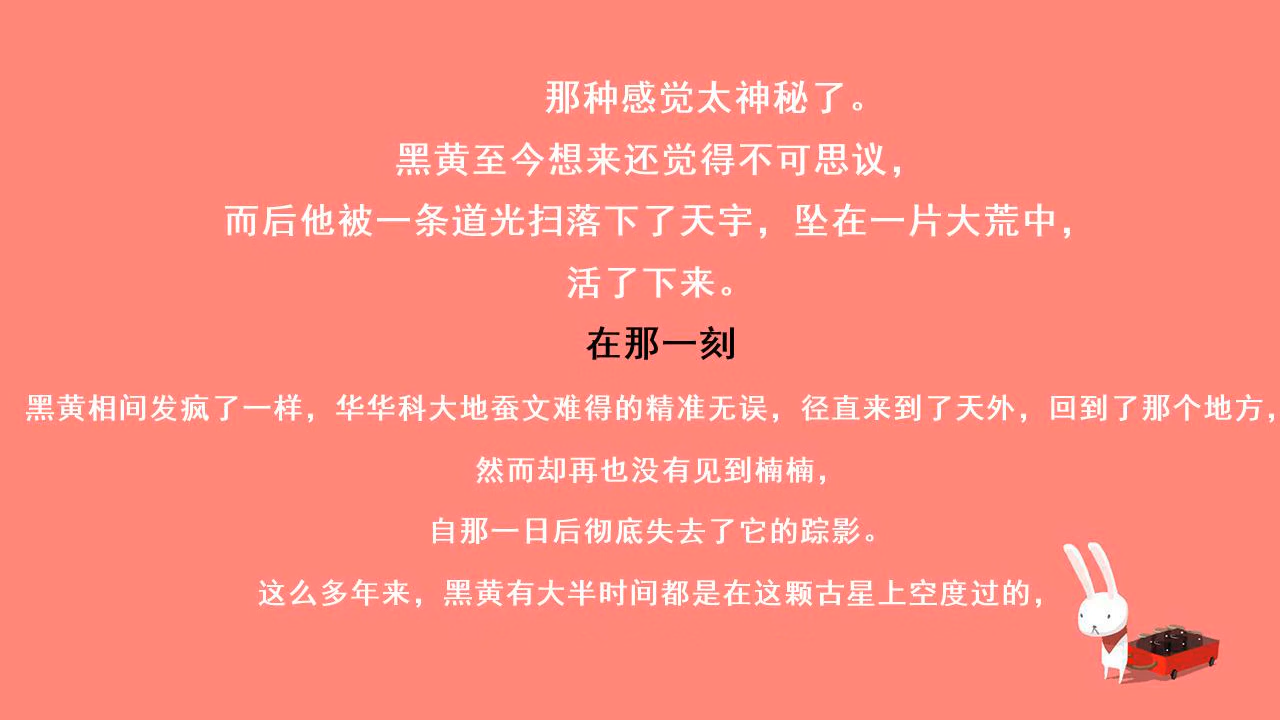 那种感觉太神秘了。
黑黄至今想来还觉得不可思议，
而后他被一条道光扫落下了天宇，坠在一片大荒中，
活了下来。
在那一刻
黑黄相间发疯了一样，华华科大地蚕文难得的精准无误，径直来到了天外，回到了那个地方，
然而却再也没有见到楠楠，
自那一日后彻底失去了它的踪影。
这么多年来，黑黄有大半时间都是在这颗古星上空度过的，